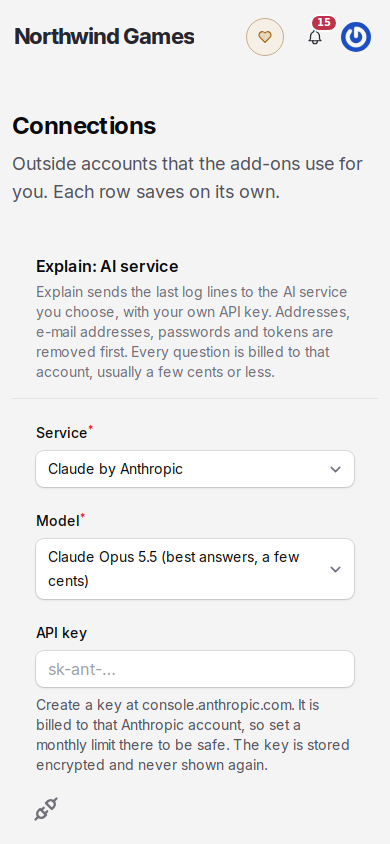 Northwind Games
15
Connections
Outside accounts that the add-ons use for
you. Each row saves on its own.
Explain: AI service
Explain sends the last log lines to the AI service
you choose, with your own API key. Addresses,
e-mail addresses, passwords and tokens are
removed first. Every question is billed to that
account, usually a few cents or less.
Service*
Claude by Anthropic
Model*
Claude Opus 5.5 (best answers, a few
cents)
API key
sk-ant-...
Create a key at console.anthropic.com. It is
billed to that Anthropic account, so set a
monthly limit there to be safe. The key is stored
encrypted and never shown again.